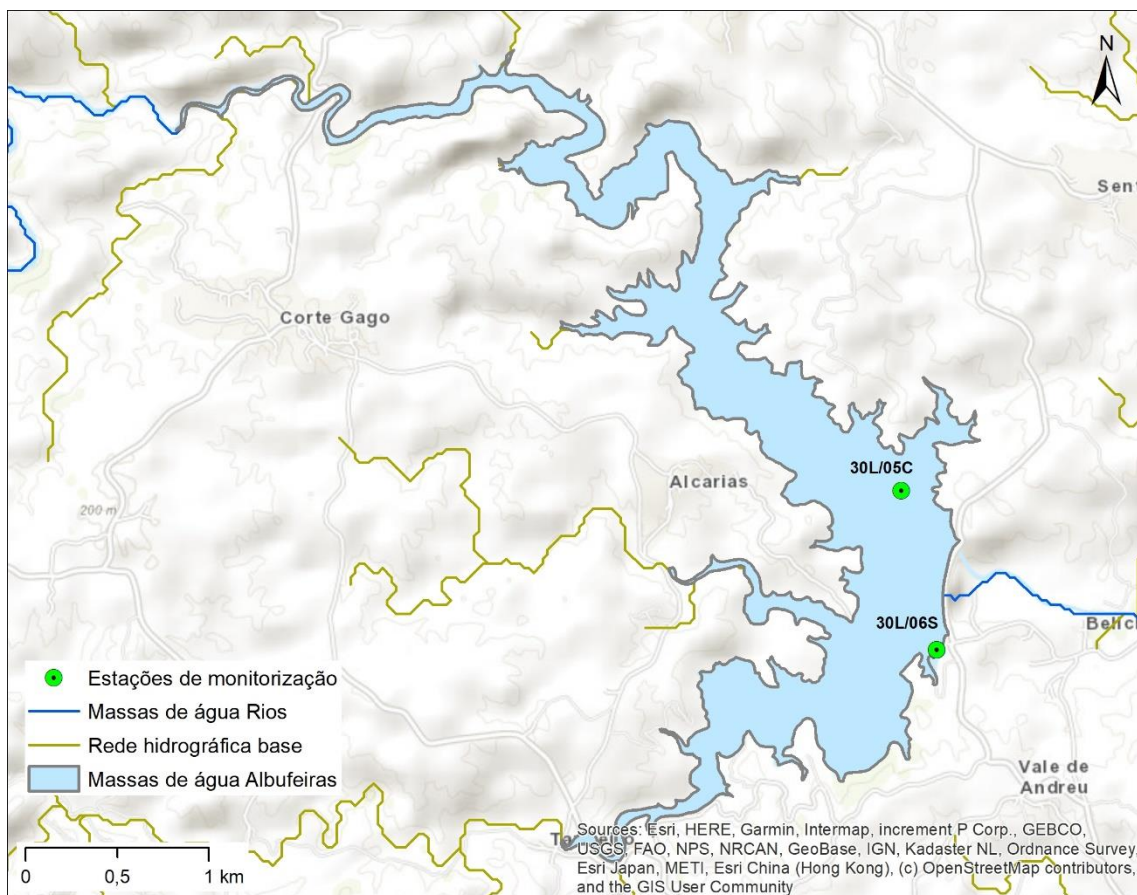 N
Sent
Corte Gago
30L/05C
Alcarias
200 m
30L/06S
Estações de monitorização
Massas de água Rios
Rede hidrográfica base
Massas de água Albufeiras
Vale de
Andreu
0 0,5 1 km
Sources: Esri, HERE, Garmin, Intermap, increment P Corp., GEBCO,
USGS, FAO, NPS, NRCAN, GeoBase, IGN, Kadaster NL, Ordnance Survey,
Esri Japan, METI, Esri China (Hong Kong), (c) OpenStreetMap contributors,
and the GIS User Community